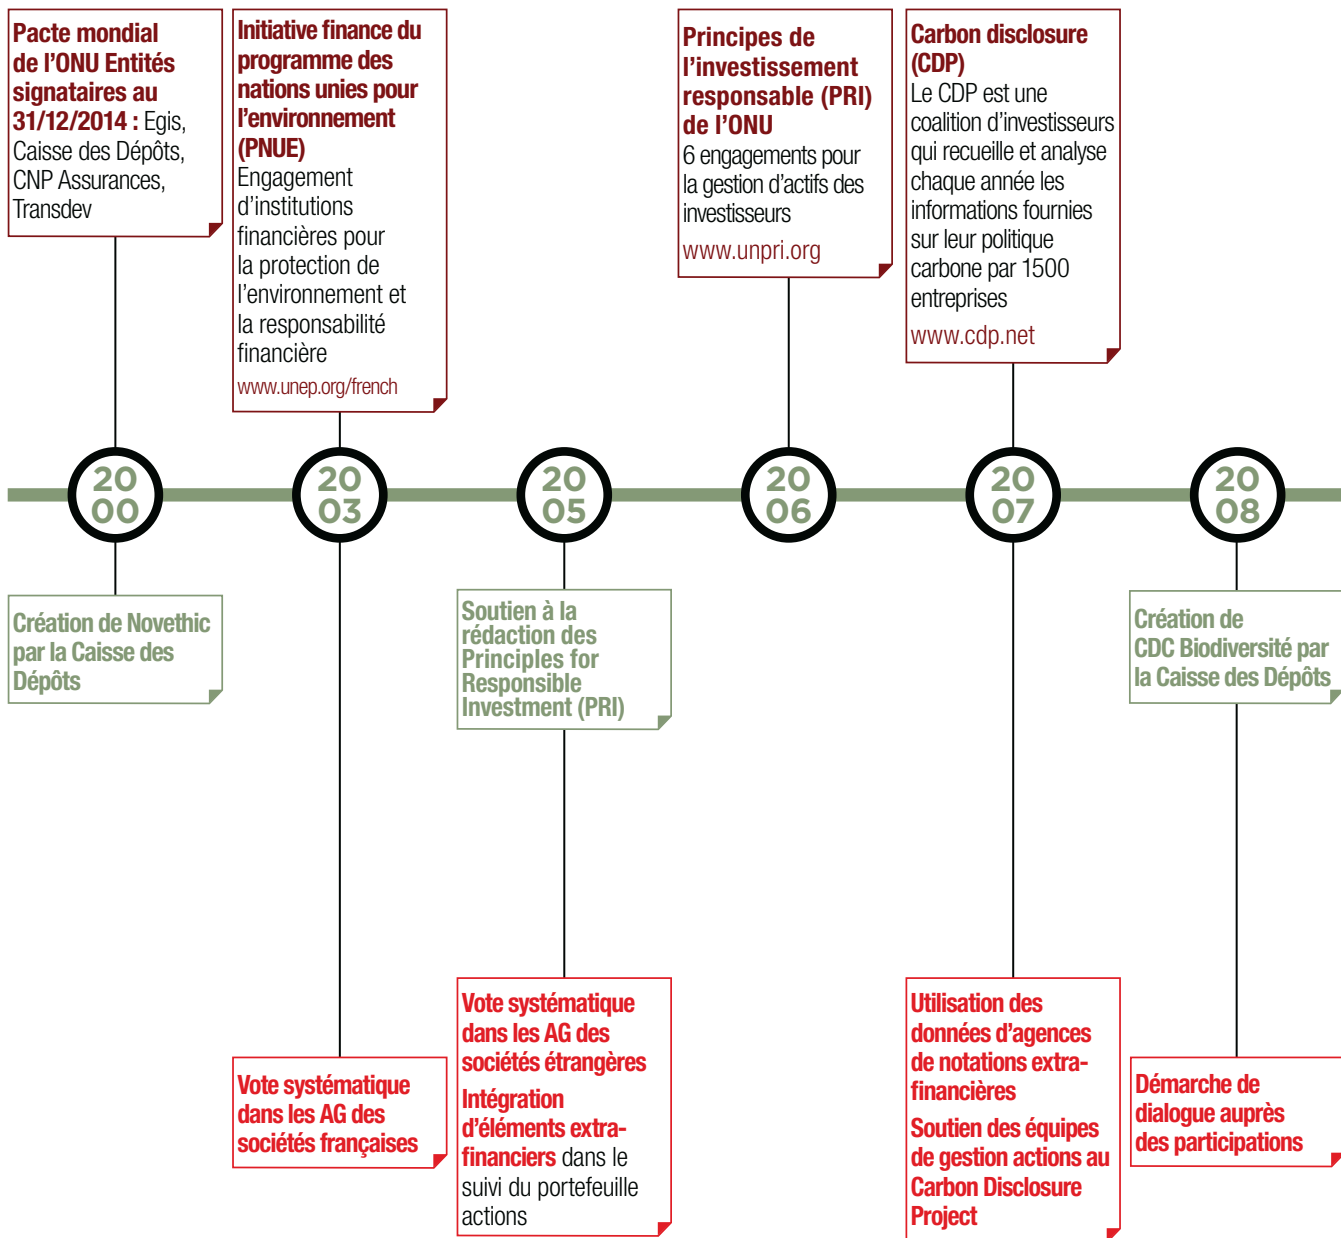 Pacte mondial
de l’ONU Entités
signataires au
31/12/2014 : Egis,
Caisse des Dépôts,
CNP Assurances,
Transdev
Initiative finance du
programme des
nations unies pour
l’environnement
(PNUE)
Engagement
d’institutions
financières pour
la protection de
l’environnement et
la responsabilité
financière
www.unep.org/french
Principes de
l’investissement
responsable (PRI)
de l’ONU
6 engagements pour
la gestion d’actifs des
investisseurs
www.unpri.org
Carbon disclosure
(CDP)
Le CDP est une
coalition d’investisseurs
qui recueille et analyse
chaque année les
informations fournies
sur leur politique
carbone par 1500
entreprises
www.cdp.net
20
00
20
03
20
05
20
06
20
07
20
08
Création de Novethic
par la Caisse des
Dépôts
Soutien à la
rédaction des
Principles for
Responsible
Investment (PRI)
Création de
CDC Biodiversité par
la Caisse des Dépôts
Vote systématique
dans les AG des
sociétés françaises
Vote systématique
dans les AG des
sociétés étrangères
Intégration
d’éléments extra-
financiers dans le
suivi du portefeuille
actions
Utilisation des
données d’agences
de notations extra-
financières
Soutien des équipes
de gestion actions au
Carbon Disclosure
Project
Démarche de
dialogue auprès
des participations